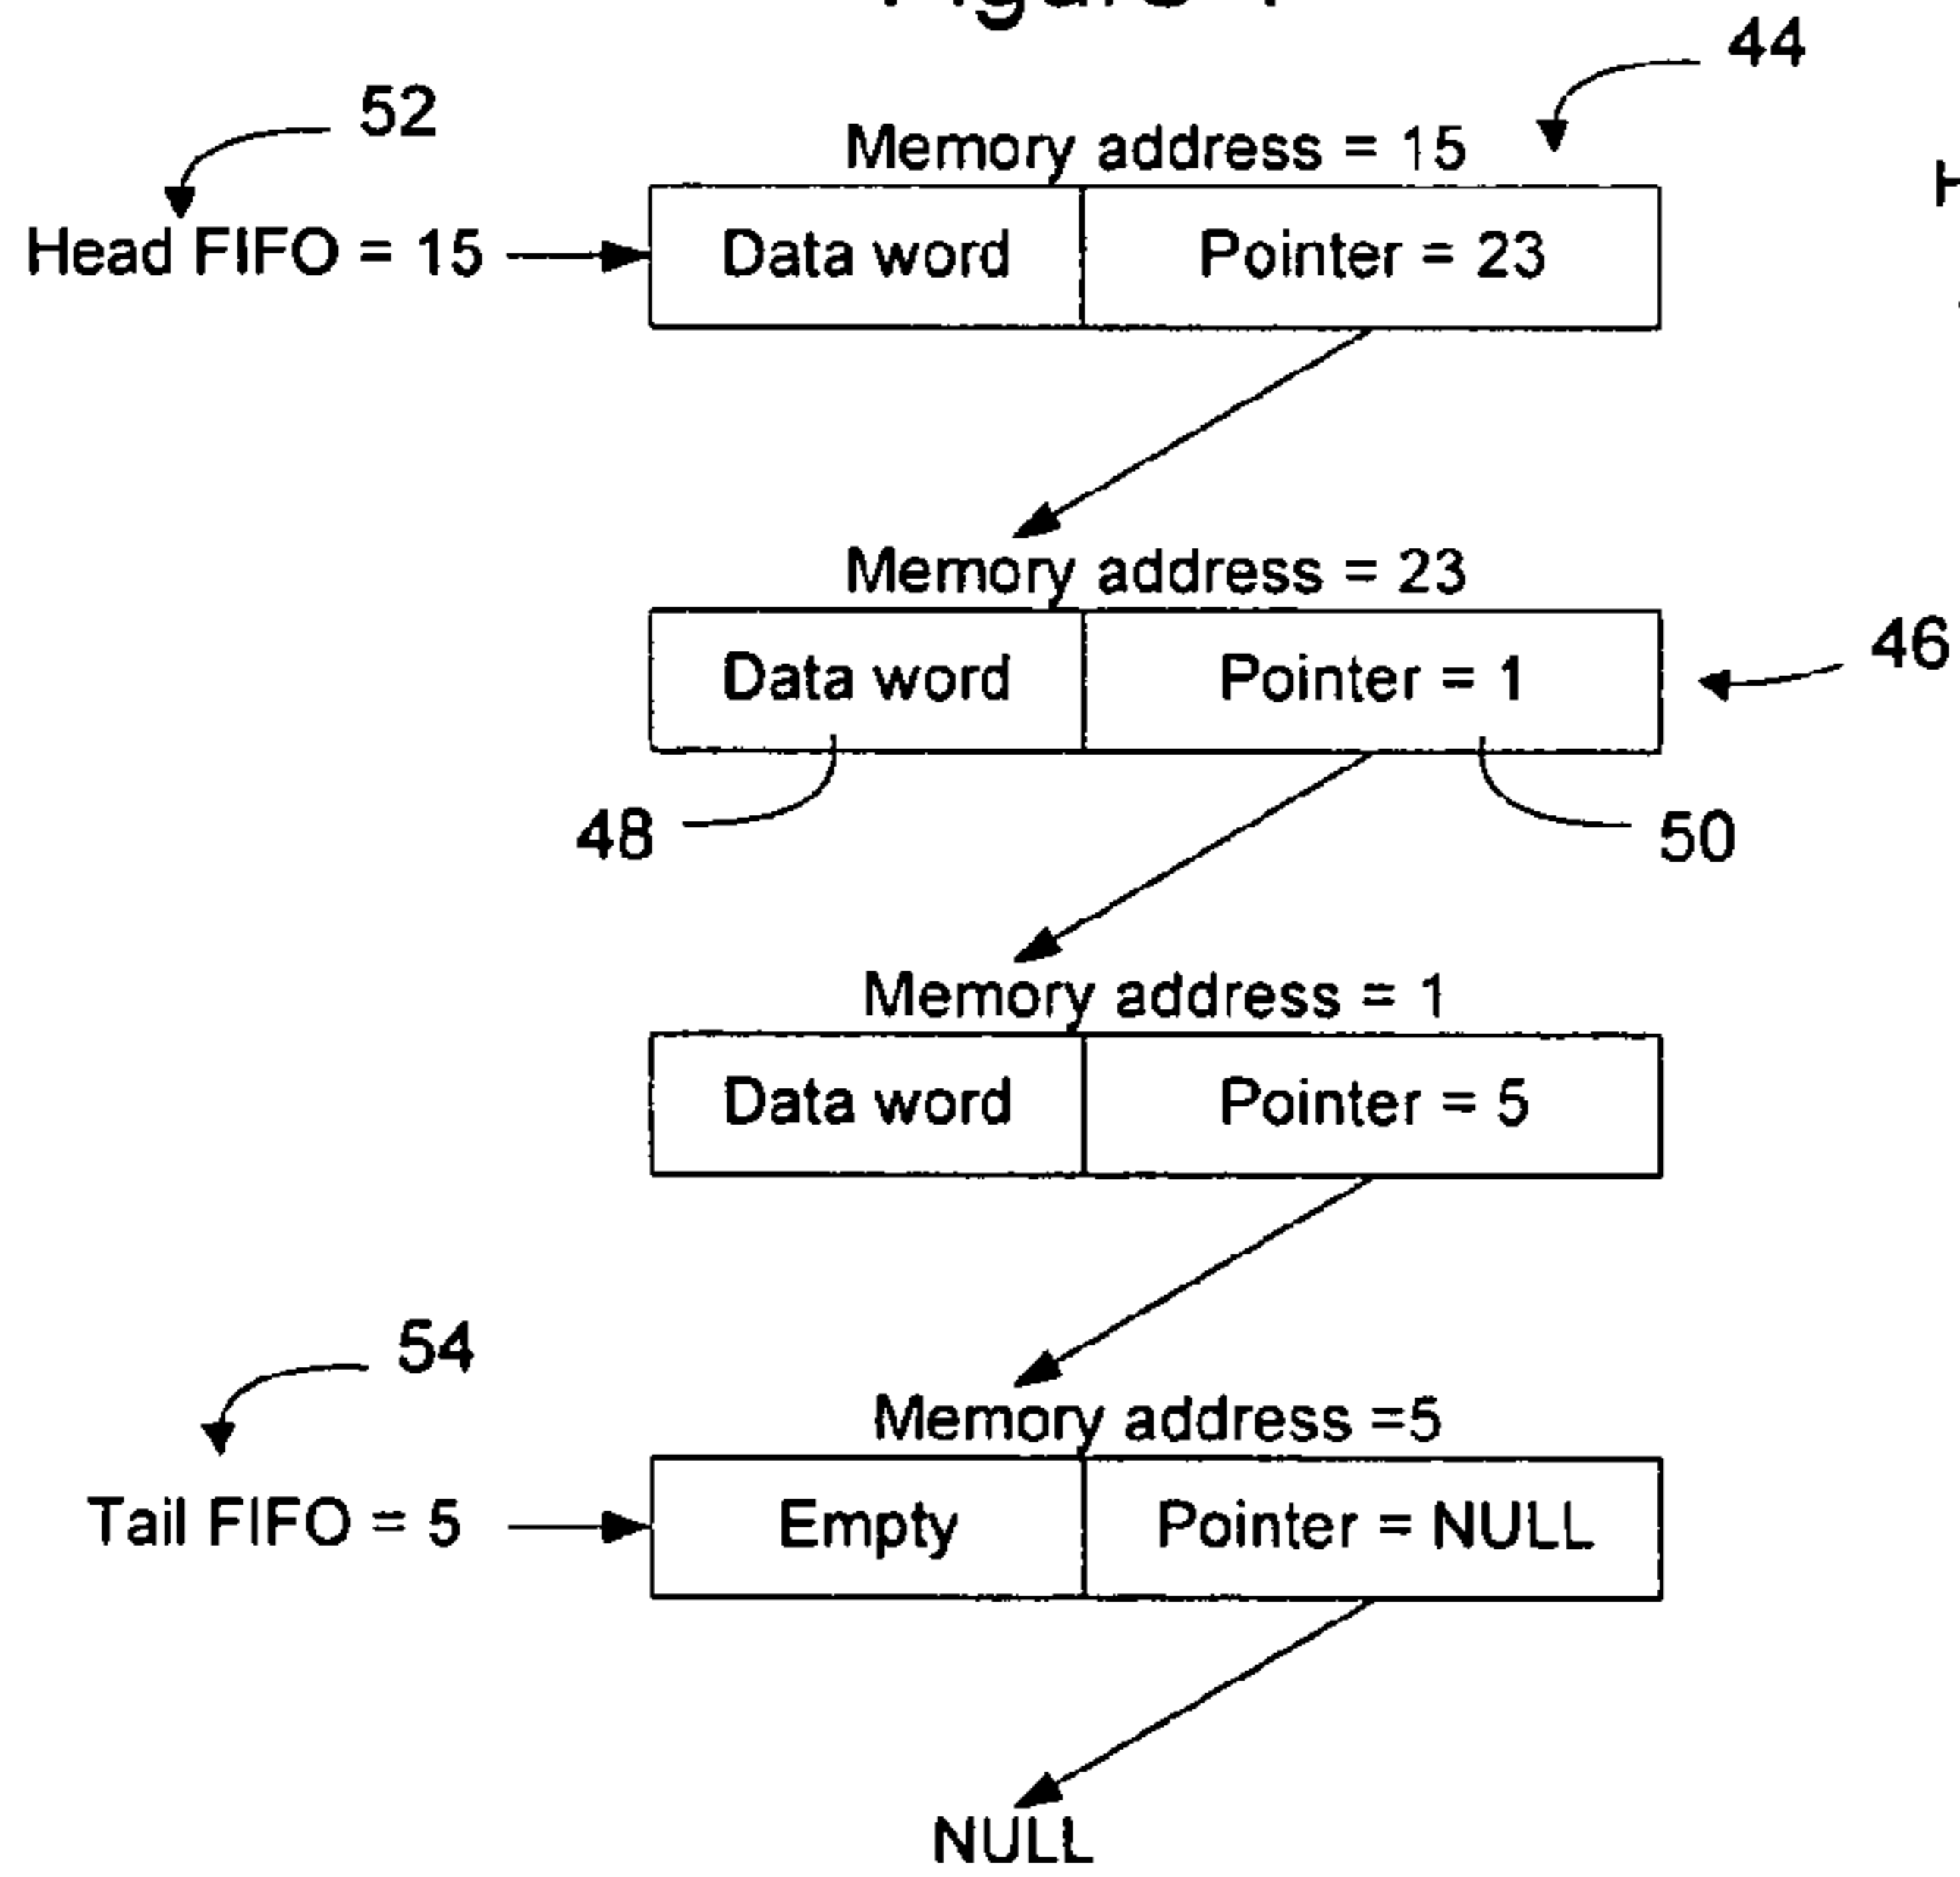 44
52
Memory address = 15
Head FIFO = 15
Data word
Pointer = 23
Memory address = 23
Data word
Pointer = 1
46
48
50
Memory address = 1
Data word
Pointer = 5
54
Memory address =5
Tail FIFO = 5
Empty
Pointer = NULL
NULL